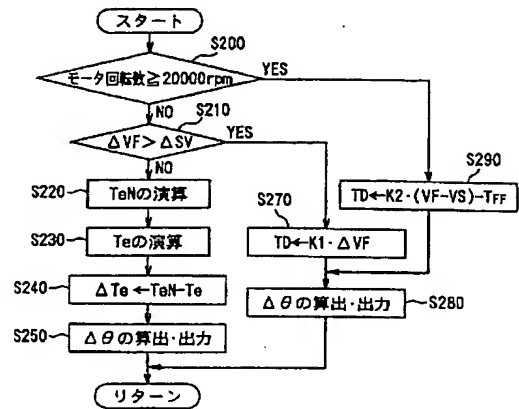 スタート
S200
モータ回転数≧20000rpm
YES
NO
S210
ΔVF>ΔSV
YES
NO
S290
TD←K2・(VF-VS)-TFF
S220
TeNの演算
S270
TD←K1・ΔVF
S230
Teの演算
S240
ΔTe←TeN-Te
S280
Δθの算出・出力
S250
Δθの算出・出力
リターン